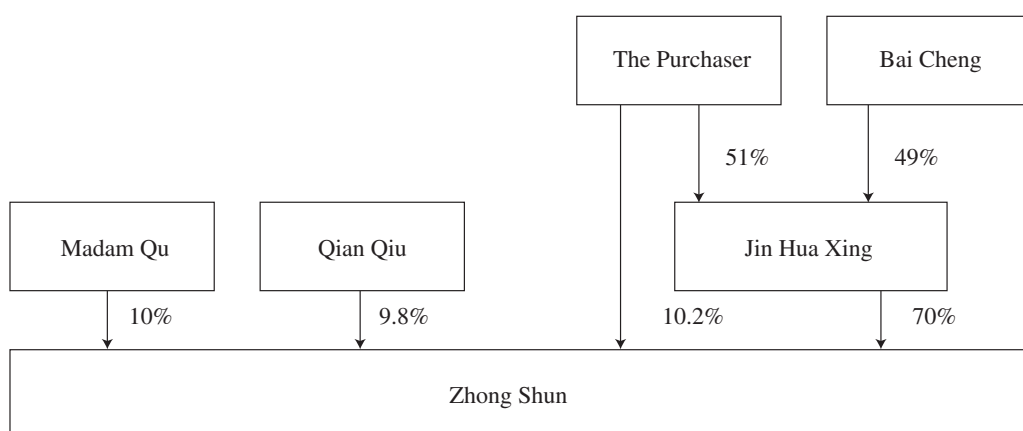 The Purchaser
Bai Cheng
51%
49%
Madam Qu
Qian Qiu
Jin Hua Xing
10%
9.8%
10.2%
70%
Zhong Shun